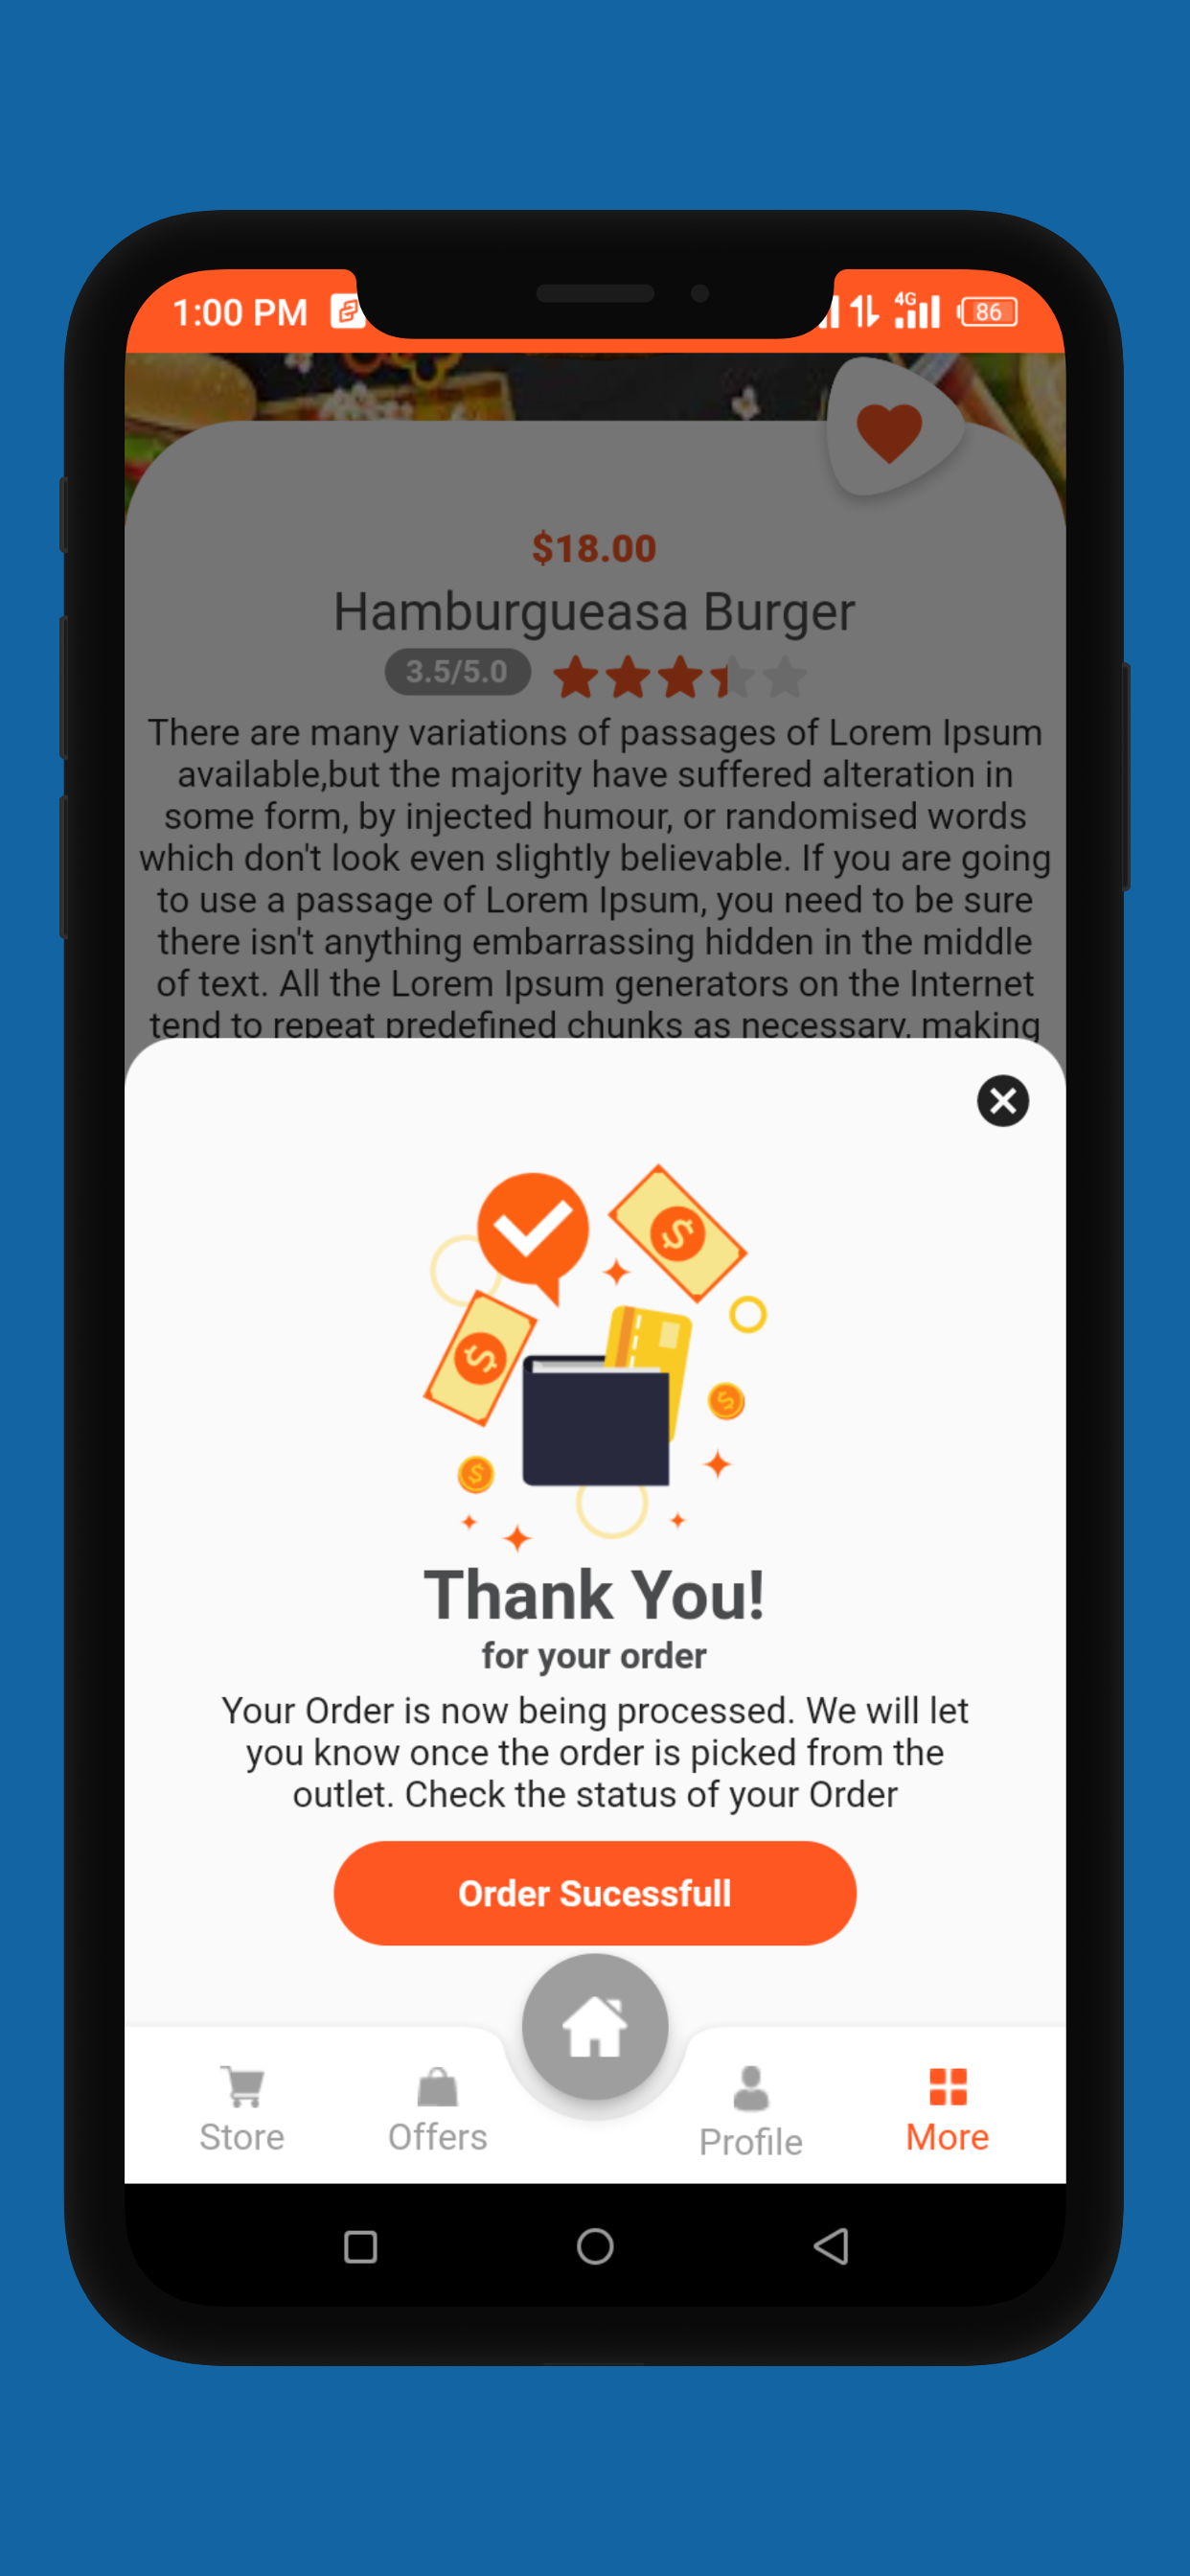 1:00 PM
4G
86
$18.00
Hamburgueasa Burger
3.5/5.0
There are many variations of passages of Lorem Ipsum
available,but the majority have suffered alteration in
some form, by injected humour, or randomised words
which don't look even slightly believable. If you are going
to use a passage of Lorem Ipsum, you need to be sure
there isn't anything embarrassing hidden in the middle
of text. All the Lorem Ipsum generators on the Internet
tend to repeat predefined chunks as necessary, making
$
$
$
$
Thank You!
for your order
Your Order is now being processed. We will let
you know once the order is picked from the
outlet. Check the status of your Order
Order Sucessfull
Store
Offers
Profile
More